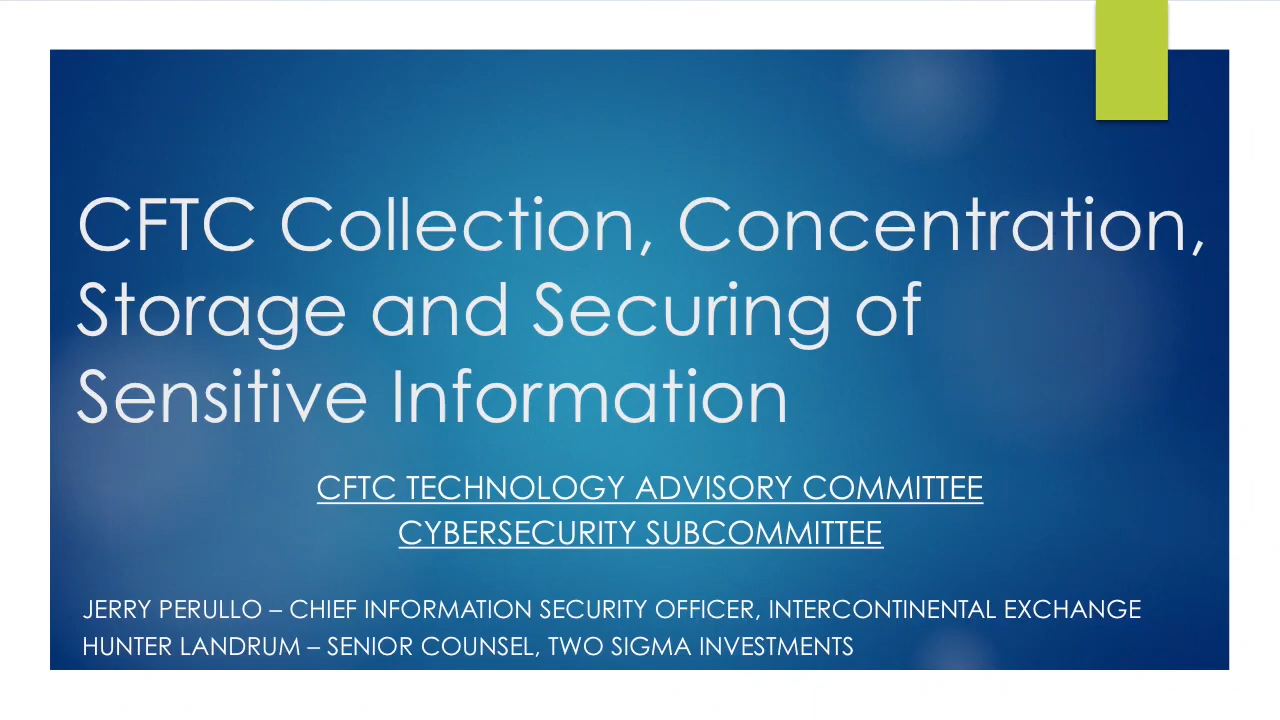 CFTC Collection, Concentration,
Storage and Securing of
Sensitive Information
CFTC TECHNOLOGY ADVISORY COMMITTEE
CYBERSECURITY SUBCOMMITTEE
JERRY PERULLO – CHIEF INFORMATION SECURITY OFFICER, INTERCONTINENTAL EXCHANGE
HUNTER LANDRUM – SENIOR COUNSEL, TWO SIGMA INVESTMENTS